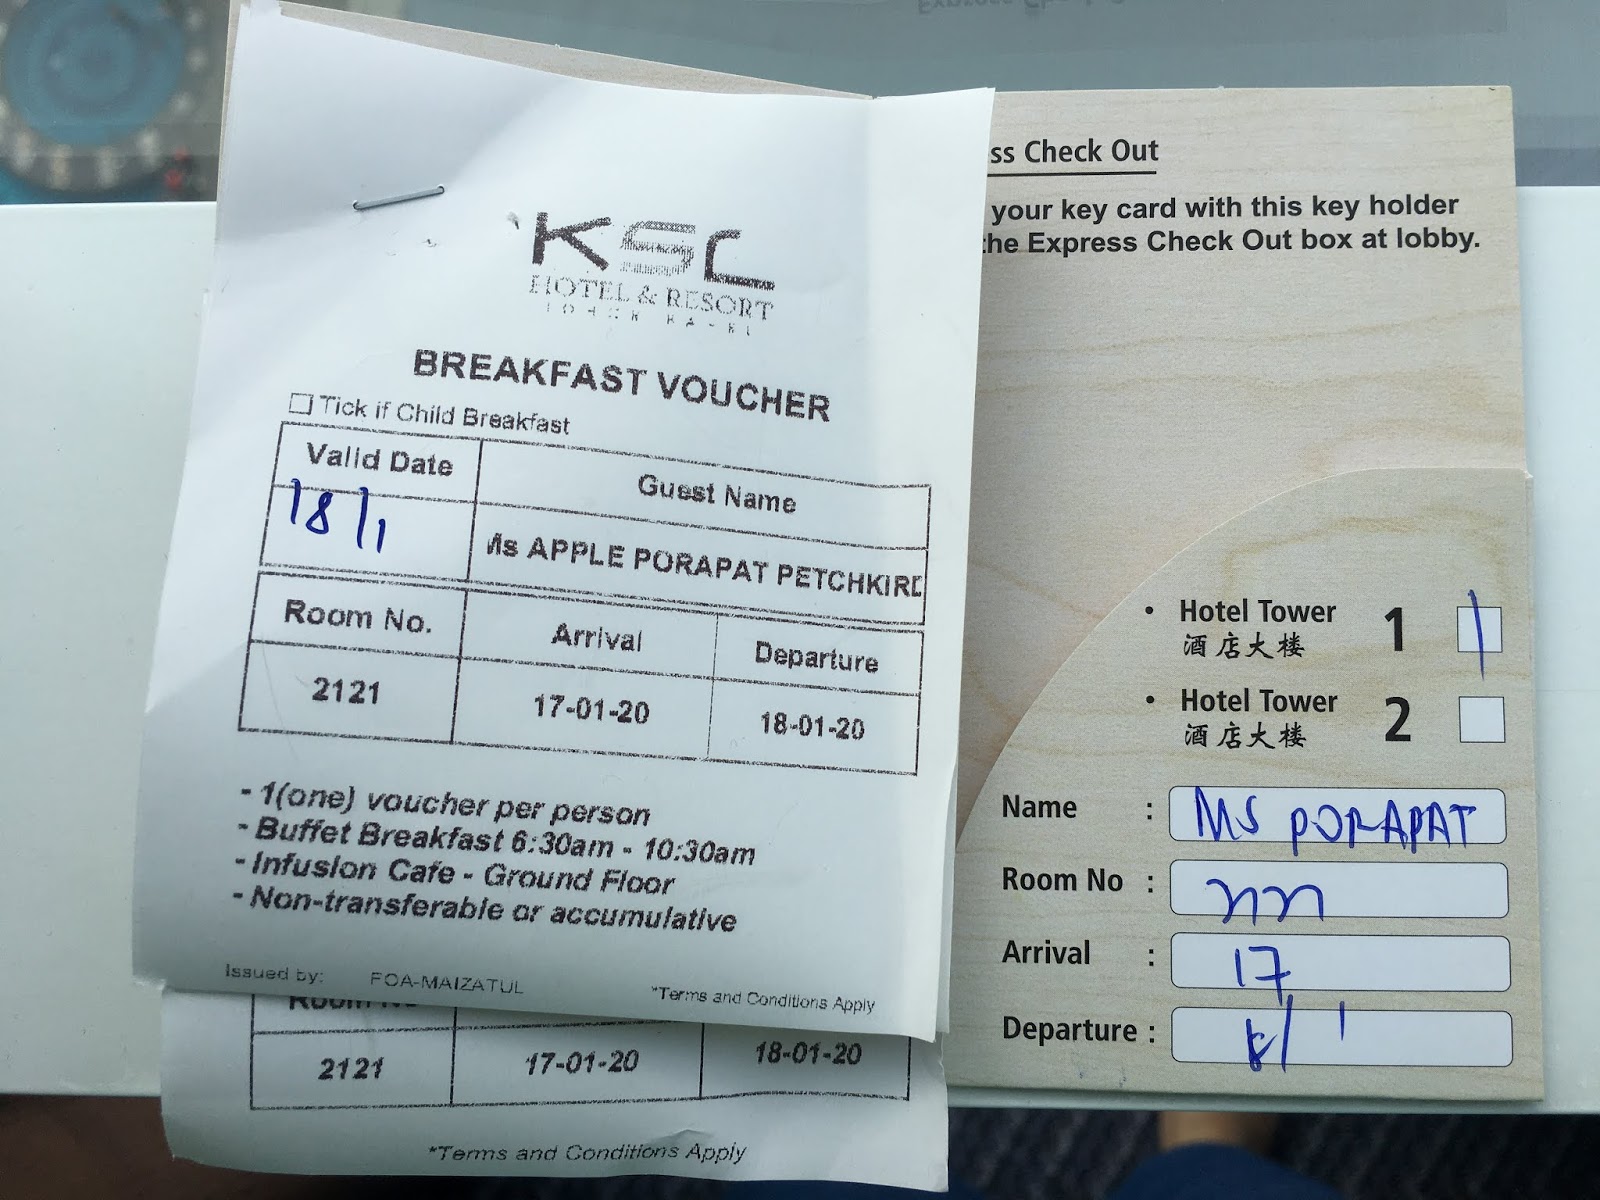 KSL
HOTEL & RESORT
JOHOR BAHRU
BREAKFAST VOUCHER
Tick if Child Breakfast
Valid Date
Guest Name
18/1
Ms APPLE PORAPAT PETCHKIRD
Room No.
Arrival
Departure
2121
17-01-20
18-01-20
- 1(one) voucher per person
- Buffet Breakfast 6:30am - 10:30am
- Infusion Cafe - Ground Floor
- Non-transferable or accumulative
Issued by: FOA-MAIZATUL
*Terms and Conditions Apply
Room No
2121
17-01-20
18-01-20
*Terms and Conditions Apply
ss Check Out
your key card with this key holder
the Express Check Out box at lobby.
• Hotel Tower 1
酒店大楼
• Hotel Tower 2
酒店大楼
Name : MS PORAPAT
Room No :
Arrival : 17
Departure :